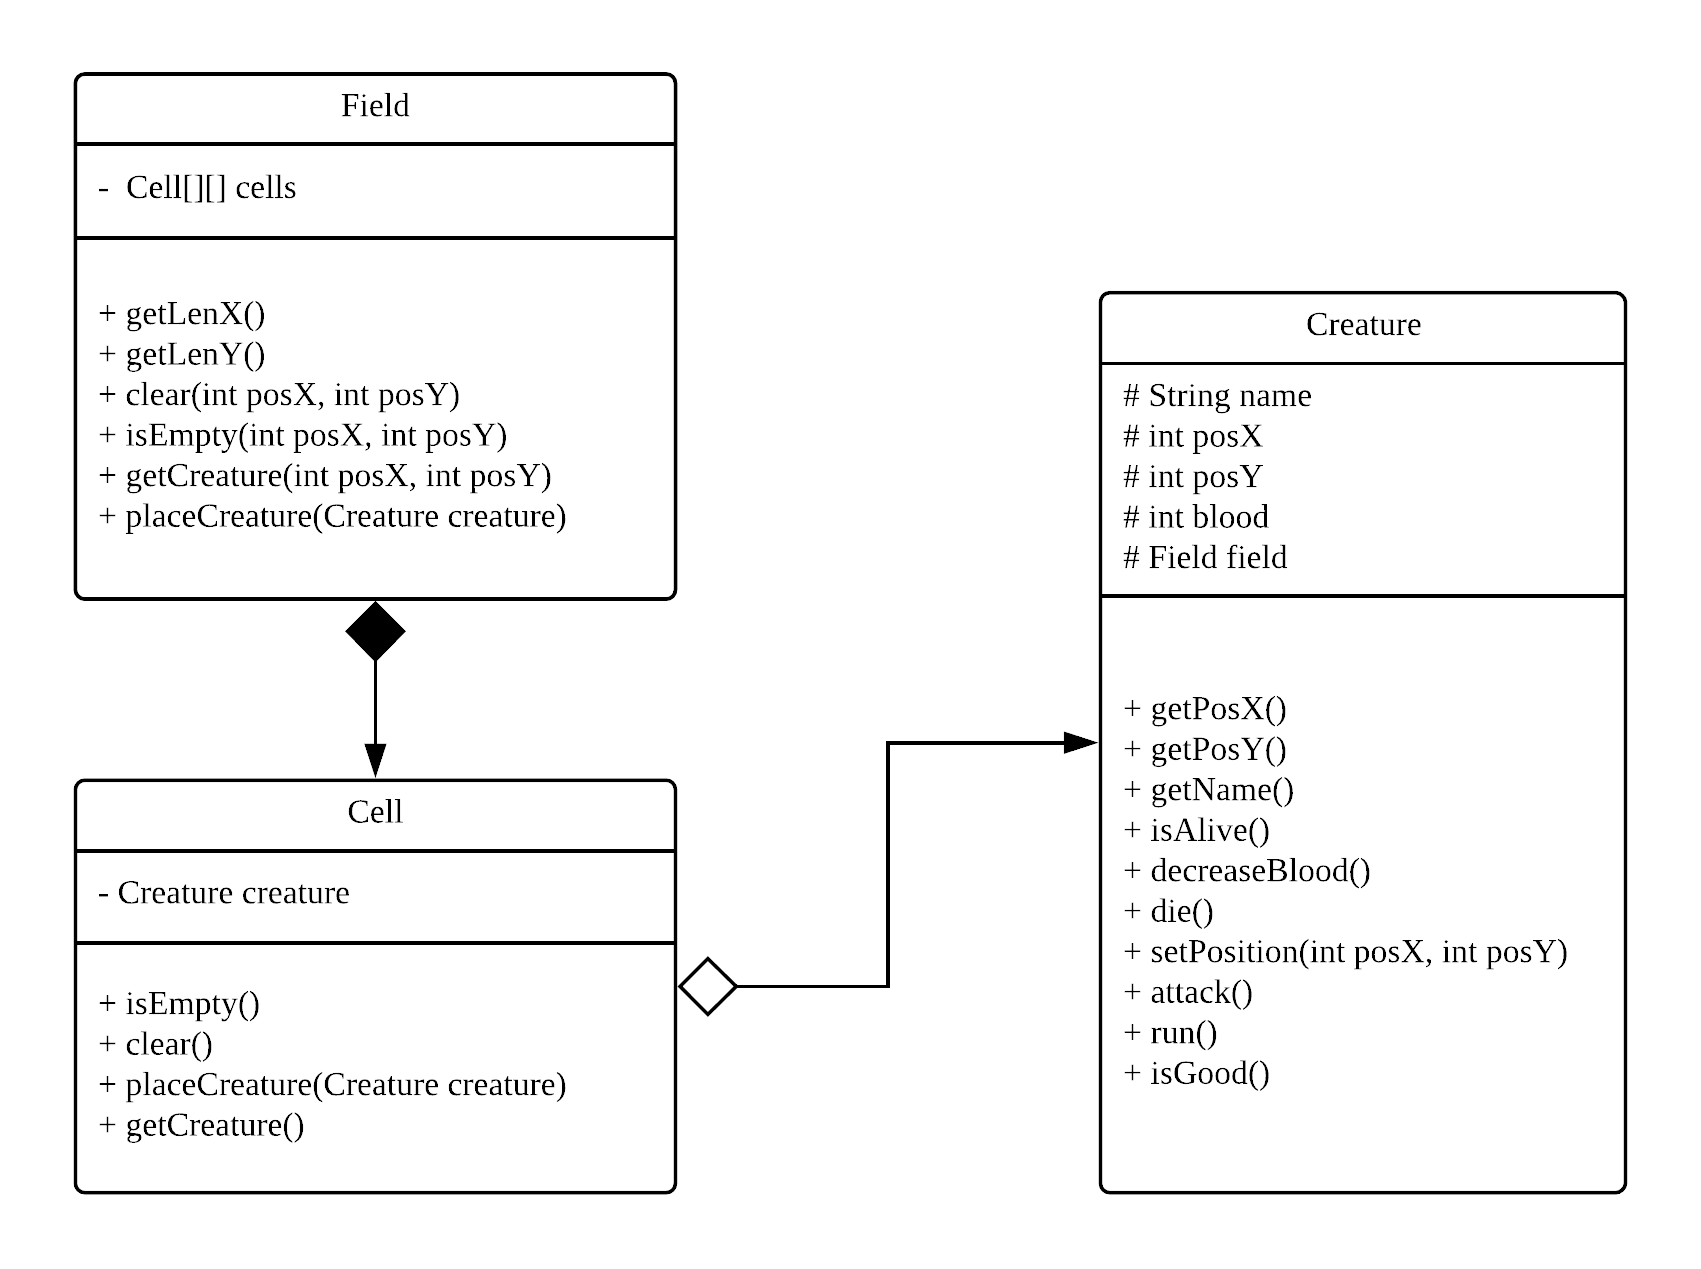 Field
- Cell[][] cells
+ getLenX()
+ getLenY()
+ clear(int posX, int posY)
+ isEmpty(int posX, int posY)
+ getCreature(int posX, int posY)
+ placeCreature(Creature creature)
Cell
- Creature creature
+ isEmpty()
+ clear()
+ placeCreature(Creature creature)
+ getCreature()
Creature
# String name
# int posX
# int posY
# int blood
# Field field
+ getPosX()
+ getPosY()
+ getName()
+ isAlive()
+ decreaseBlood()
+ die()
+ setPosition(int posX, int posY)
+ attack()
+ run()
+ isGood()